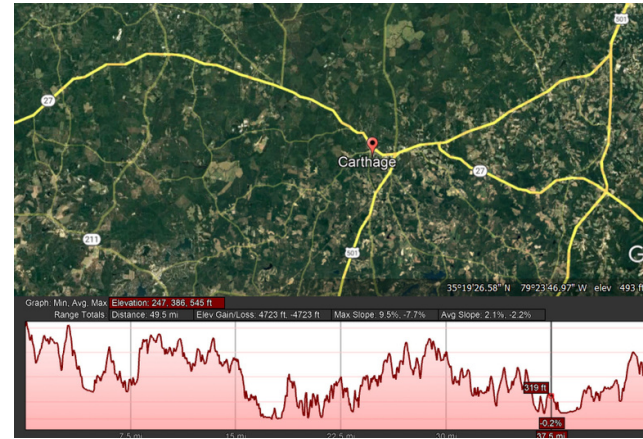 501
27
Carthage
27
211
501
G
35°19'26.58" N 79°23'46.97" W elev 493 ft
Graph: Min, Avg, Max Elevation: 247, 386, 545 ft
Range Totals Distance: 49.5 mi Elev Gain/Loss: 4723 ft, -4723 ft Max Slope: 9.5%, -7.7% Avg Slope: 2.1%, -2.2%
319 ft
-0.2%
7.5 mi 15 mi 22.5 mi 30 mi 37.5 mi